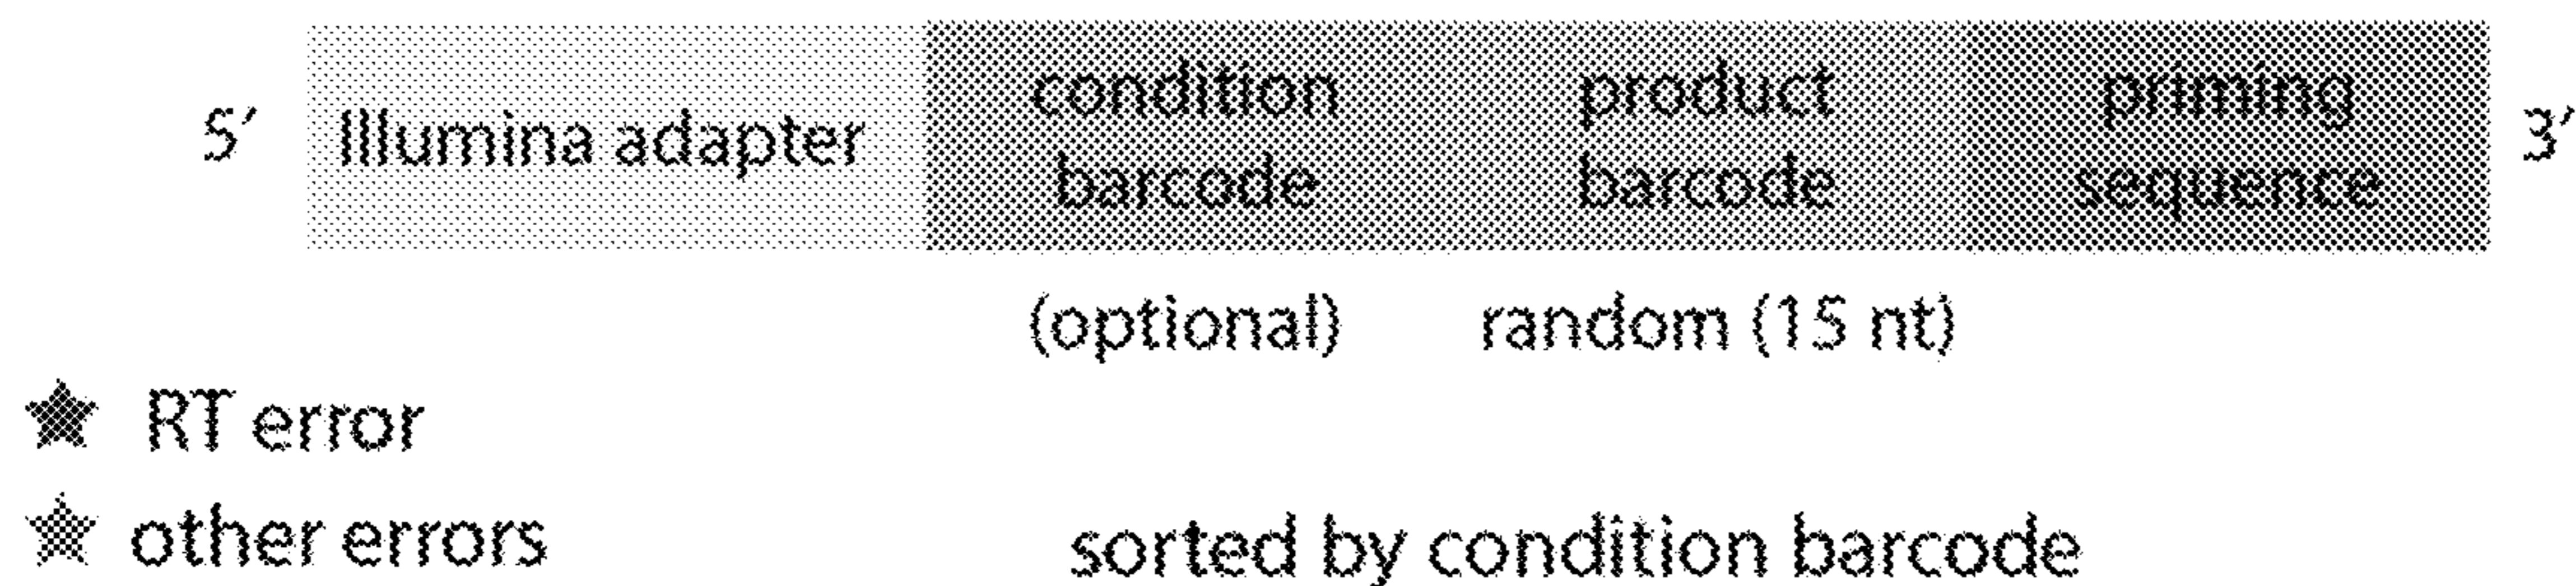 5′ Illumina adapter condition barcode product barcode priming sequence 3′
(optional) random (15 nt)
RT error
other errors
sorted by condition barcode